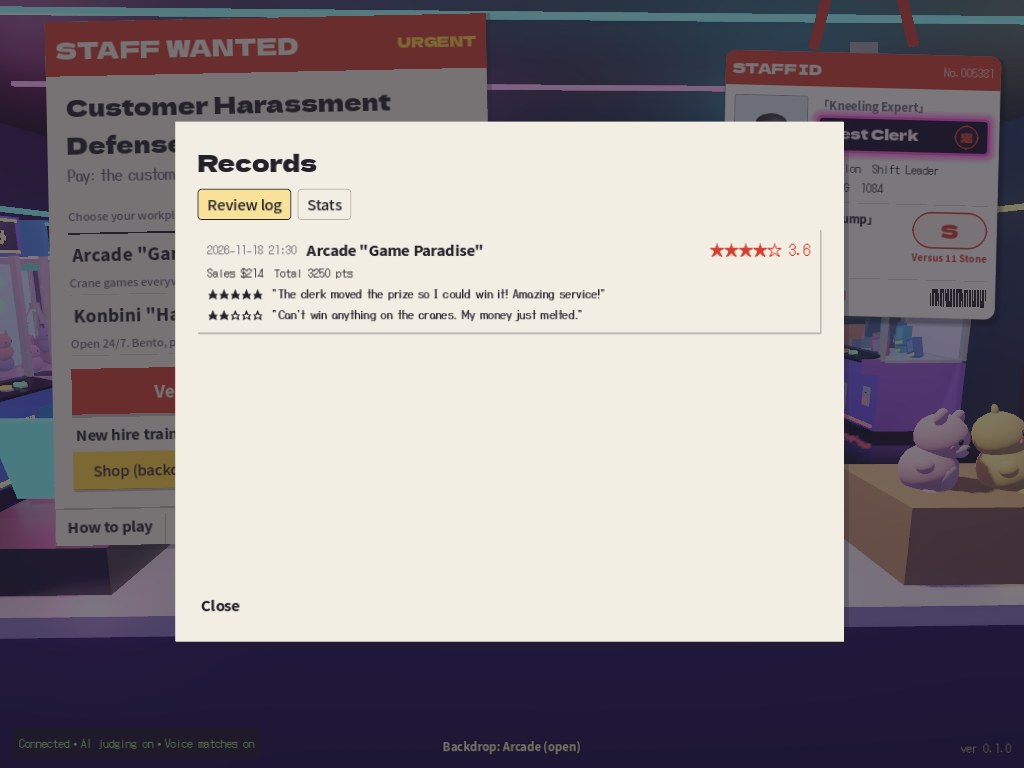 STAFF WANTED
URGENT
Customer Harassment
Defense
Pay: the custom
Choose your workpl
Arcade "Ga
Crane games everyw
Konbini "Ha
Open 24/7. Bento, p
Ve
New hire train
Shop (back
How to play
STAFF ID
No. 005381
「Kneeling Expert」
est Clerk
ion Shift Leader
1084
ump」
S
Versus 11 Stone
Records
Review log
Stats
2026-11-18 21:30 Arcade "Game Paradise" ★★★★☆ 3.6
Sales $214 Total 3250 pts
★★★★★ "The clerk moved the prize so I could win it! Amazing service!"
★★☆☆☆ "Can't win anything on the cranes. My money just melted."
Close
Connected • AI judging on • Voice matches on
Backdrop: Arcade (open)
ver 0.1.0